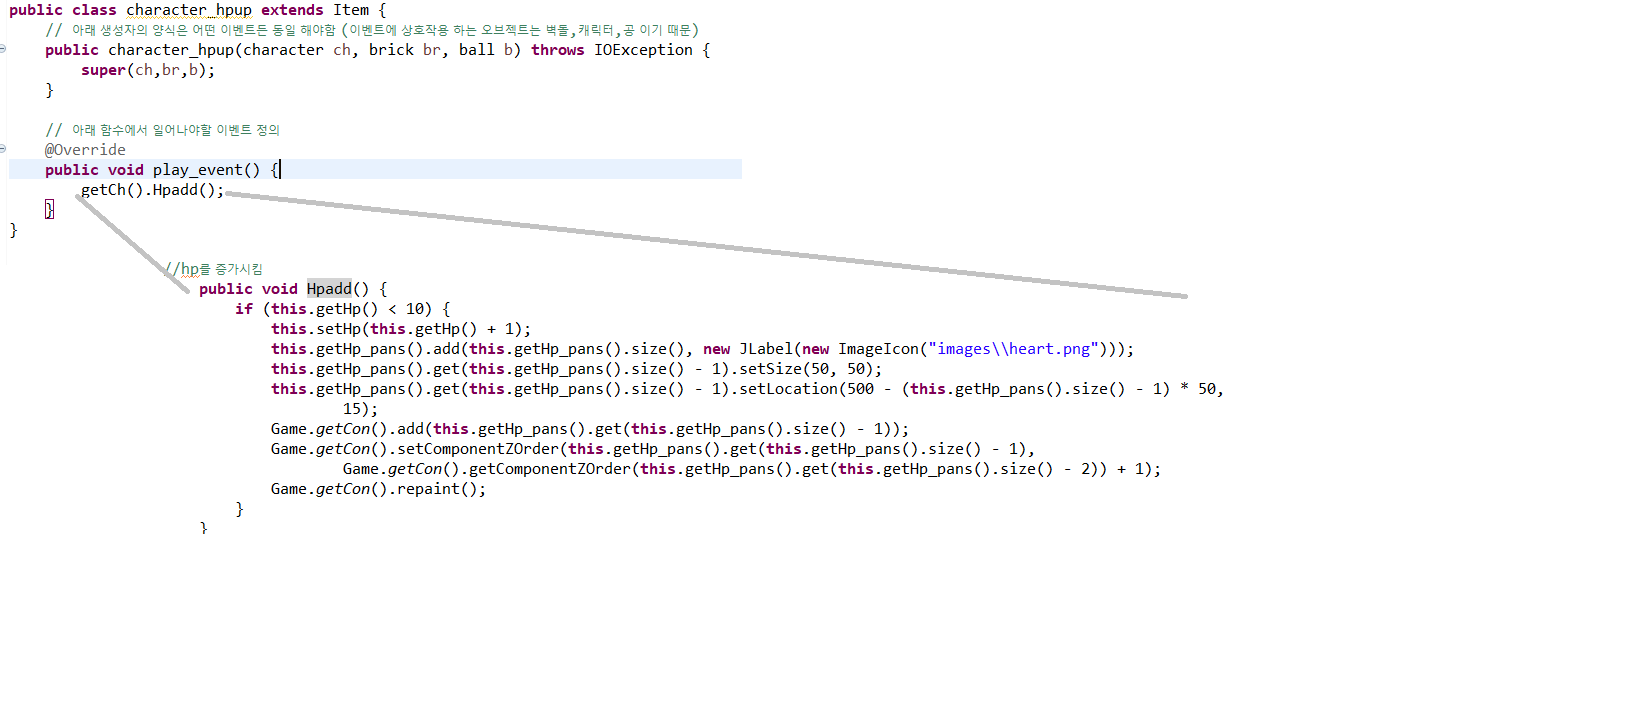 public class character_hpup extends Item {
// 아래 생성자의 양식은 어떤 이벤트든 동일 해야함 (이벤트에 상호작용 하는 오브젝트는 벽돌,캐릭터,공 이기 때문)
public character_hpup(character ch, brick br, ball b) throws IOException {
super(ch,br,b);
}
// 아래 함수에서 일어나야할 이벤트 정의
@Override
public void play_event() {
getCh().Hpadd();
}
}
//hp를 증가시킴
public void Hpadd() {
if (this.getHp() < 10) {
this.setHp(this.getHp() + 1);
this.getHp_pans().add(this.getHp_pans().size(), new JLabel(new ImageIcon("images\\heart.png")));
this.getHp_pans().get(this.getHp_pans().size() - 1).setSize(50, 50);
this.getHp_pans().get(this.getHp_pans().size() - 1).setLocation(500 - (this.getHp_pans().size() - 1) * 50,
15);
Game.getCon().add(this.getHp_pans().get(this.getHp_pans().size() - 1));
Game.getCon().setComponentZOrder(this.getHp_pans().get(this.getHp_pans().size() - 1),
Game.getCon().getComponentZOrder(this.getHp_pans().get(this.getHp_pans().size() - 2)) + 1);
Game.getCon().repaint();
}
}